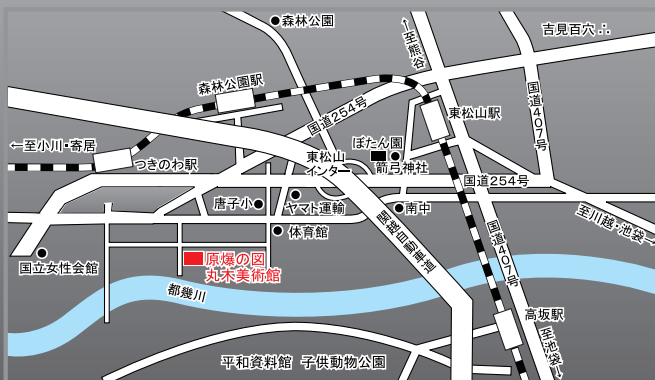 森林公園
←至熊谷
吉見百穴∴
森林公園駅
国道254号
国道407号
東松山駅
←至小川・寄居
つきのわ駅
東松山
インター
ぼたん園
箭弓神社
国道254号
唐子小
ヤマト運輸
南中
至川越・池袋→
体育館
関越自動車道
国道407号
国立女性会館
原爆の図
丸木美術館
都幾川
高坂駅
至池袋→
平和資料館 子供動物公園